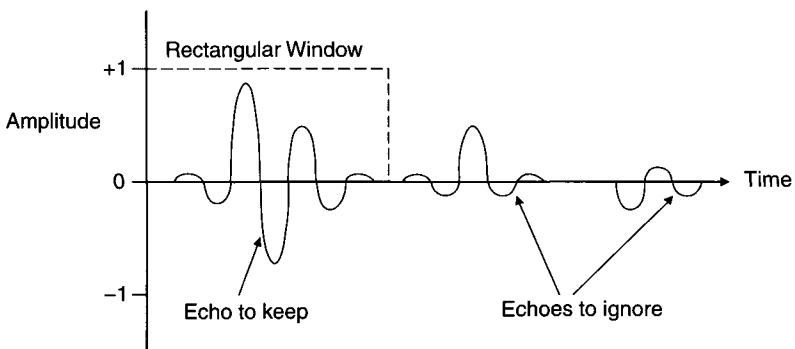 Rectangular Window
+1
Amplitude
0
Time
−1
Echo to keep
Echoes to ignore